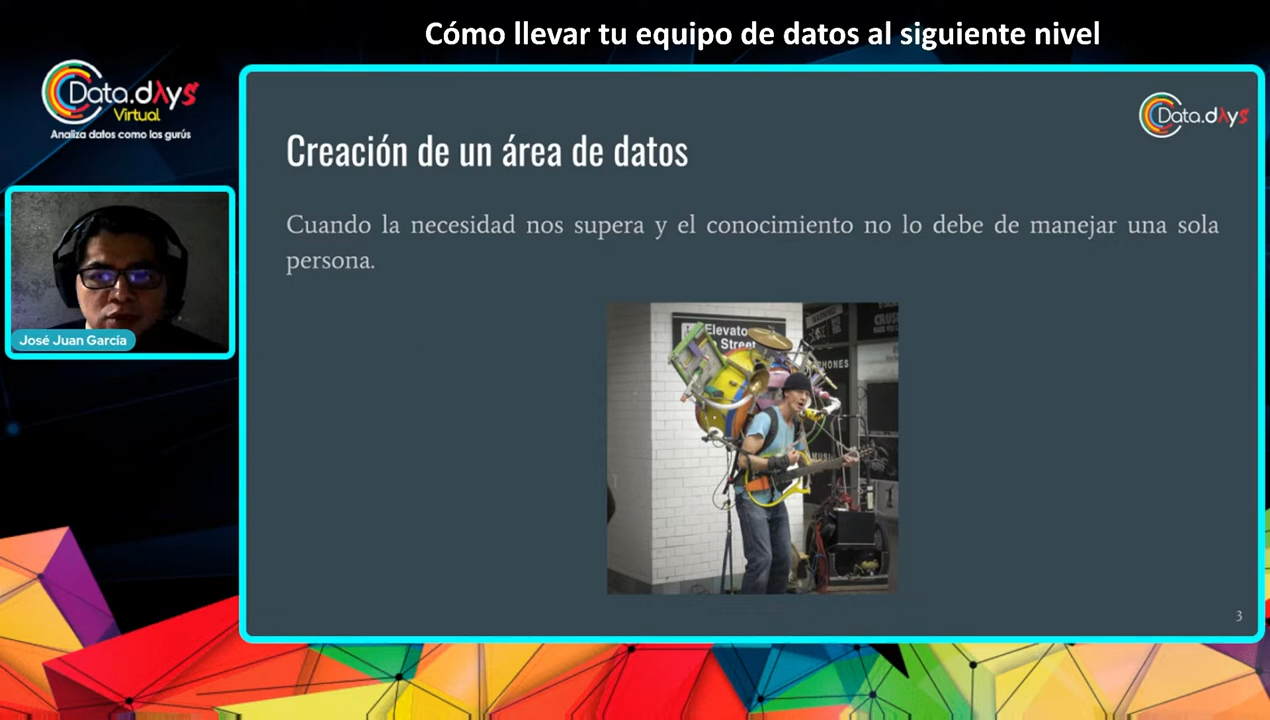 Cómo llevar tu equipo de datos al siguiente nivel
Data.dAys
Virtual
Analiza datos como los gurús
Data.dAys
Creación de un área de datos
Cuando la necesidad nos supera y el conocimiento no lo debe de manejar una sola
persona.
José Juan García
Elevato
Street
PHONES
MUSI
3